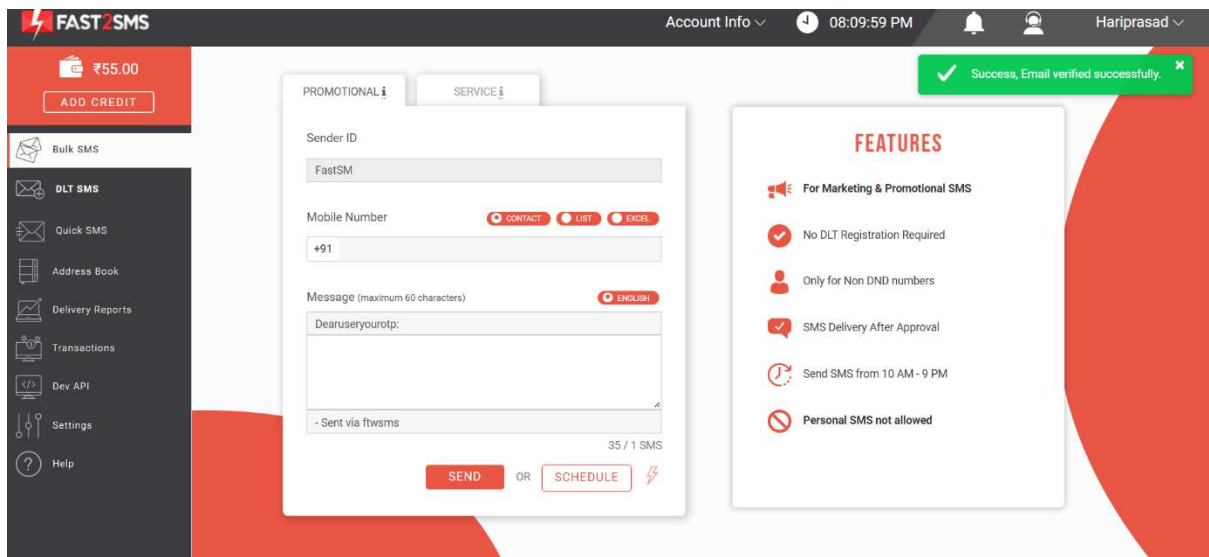 FAST2SMS
Account Info
08:09:59 PM
Hariprasad
₹55.00
ADD CREDIT
Bulk SMS
DLT SMS
Quick SMS
Address Book
Delivery Reports
Transactions
Dev API
Settings
Help
Success, Email verified successfully.
PROMOTIONAL i
SERVICE i
Sender ID
FastSM
Mobile Number
CONTACT
LIST
EXCEL
+91
Message (maximum 60 characters)
ENGLISH
Dearuseryourotp:
- Sent via ftwsms
35 / 1 SMS
SEND
OR
SCHEDULE
FEATURES
For Marketing & Promotional SMS
No DLT Registration Required
Only for Non DND numbers
SMS Delivery After Approval
Send SMS from 10 AM - 9 PM
Personal SMS not allowed